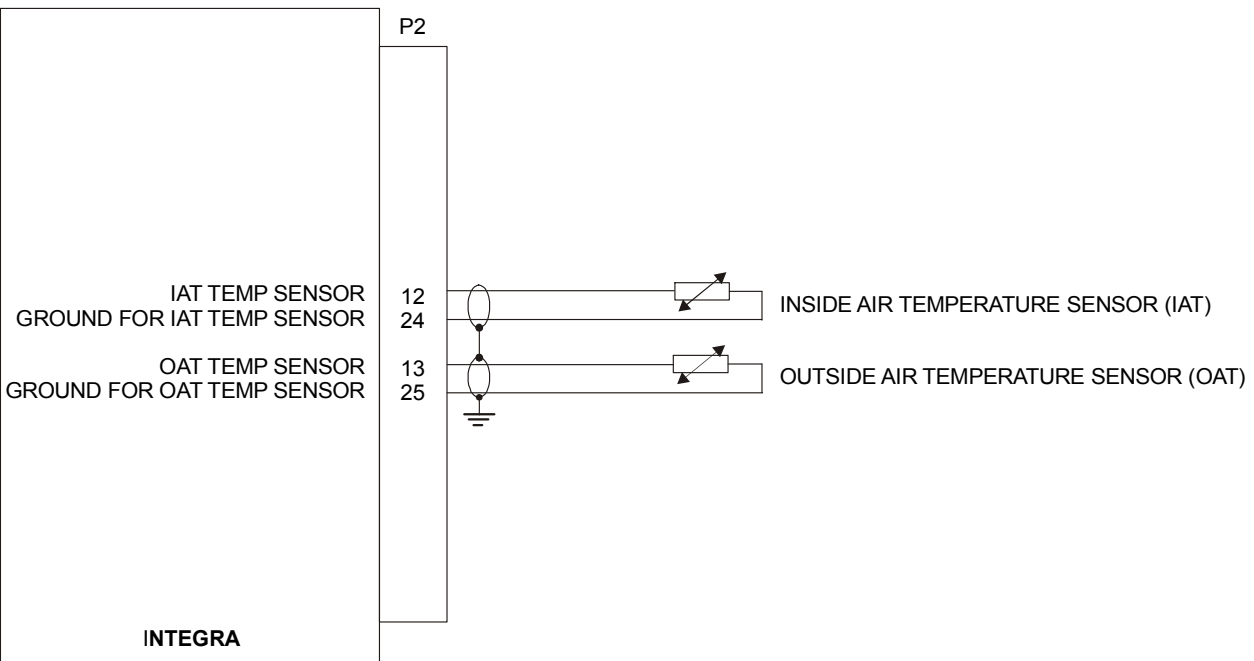 P2
IAT TEMP SENSOR 12
INSIDE AIR TEMPERATURE SENSOR (IAT)
GROUND FOR IAT TEMP SENSOR 24
OAT TEMP SENSOR 13
OUTSIDE AIR TEMPERATURE SENSOR (OAT)
GROUND FOR OAT TEMP SENSOR 25
INTEGRA